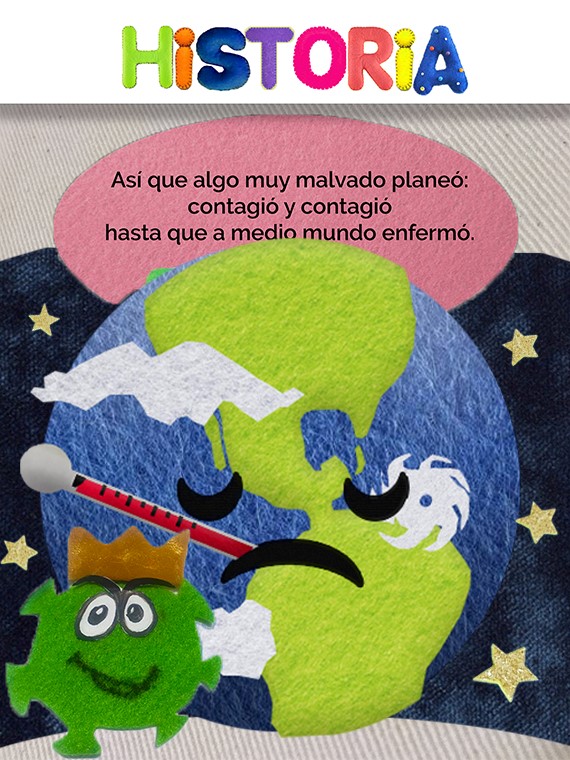 HiSTORiA
Así que algo muy malvado planeó:
contagió y contagió
hasta que a medio mundo enfermó.